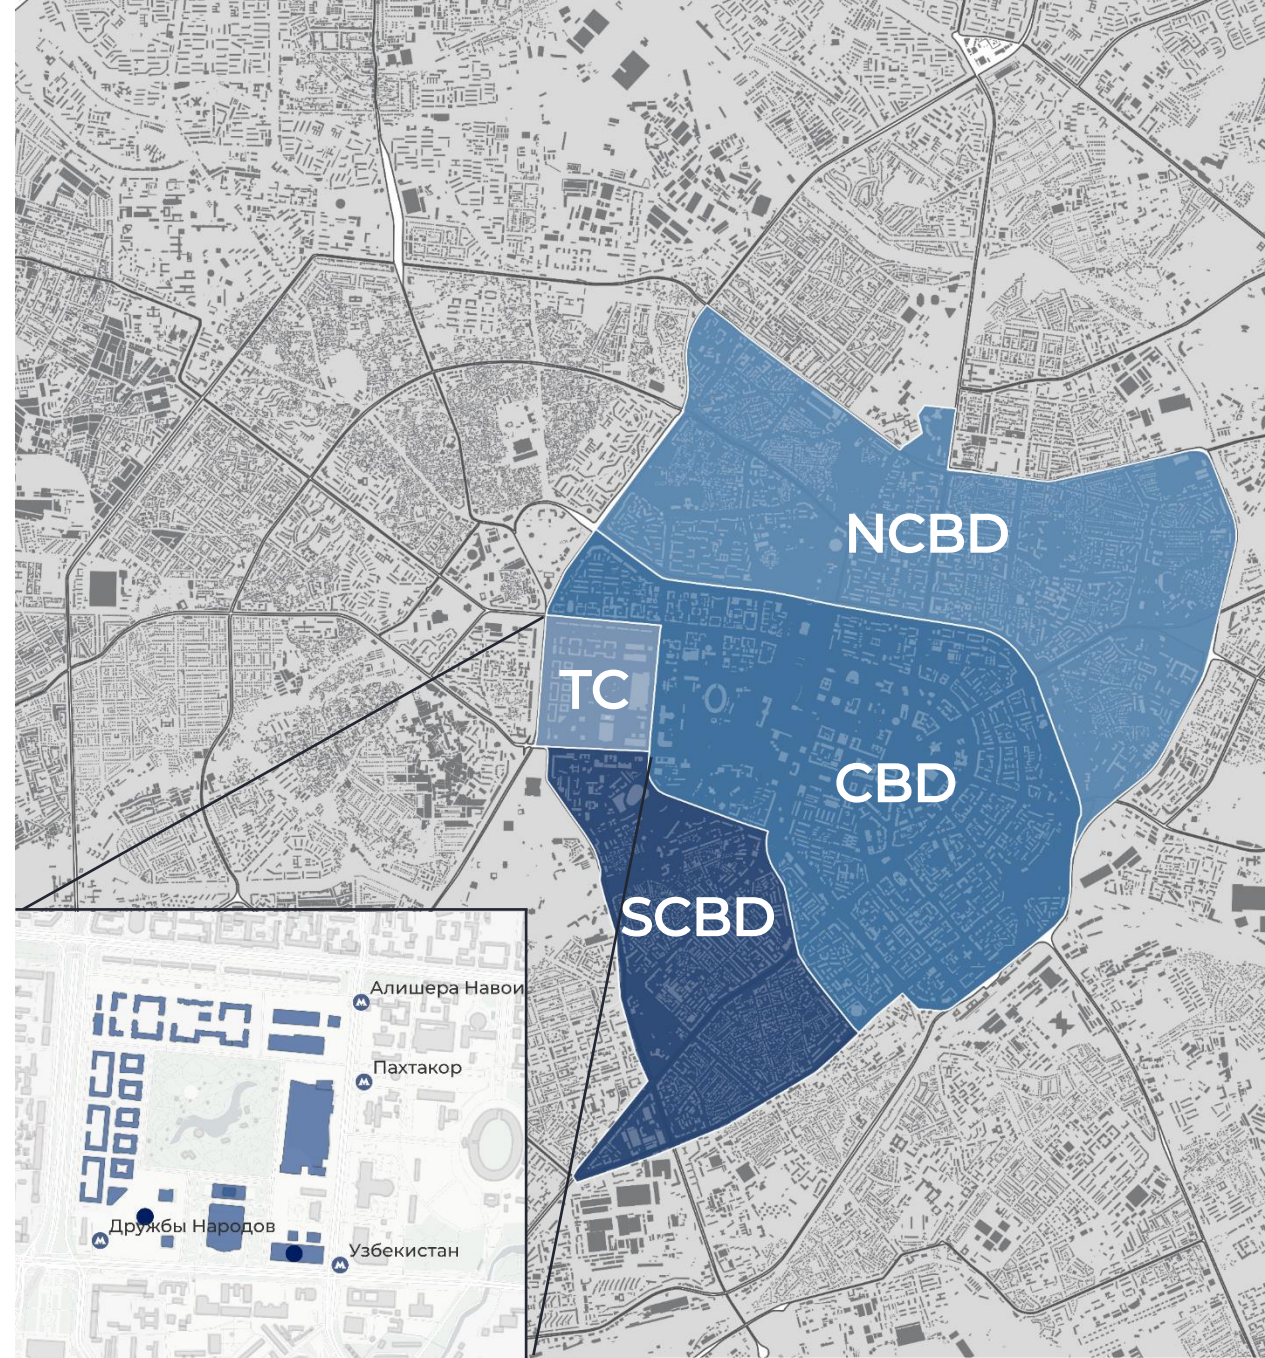 NCBD
TC
CBD
SCBD
Алишера Навои
Пахтакор
Дружбы Народов
Узбекистан